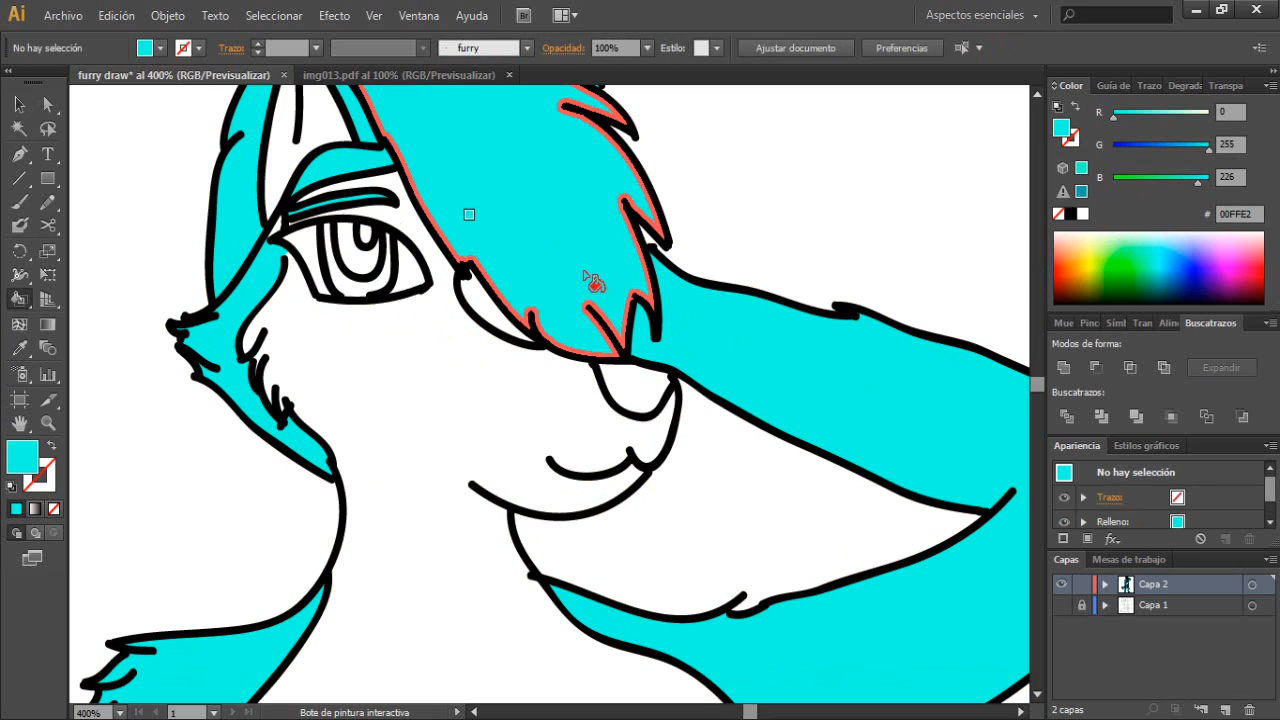 Ai Archivo Edición Objeto Texto Seleccionar Efecto Ver Ventana Ayuda Br Aspectos esenciales
No hay selección Trazo: furry Opacidad: 100% Estilo: Ajustar documento Preferencias
furry draw* al 400% (RGB/Previsualizar) × img013.pdf al 100% (RGB/Previsualizar) ×
Color Guía de Trazo Degrada Transpa
R 0
G 255
B 226
# 00FFE2
Mue Pinc Símb Tran Aline Buscatrazos
Modos de forma:
Expandir
Buscatrazos:
Apariencia Estilos gráficos
No hay selección
Trazo:
Relleno:
fx
Capas Mesas de trabajo
Capa 2
Capa 1
2 capas
400% 1 Bote de pintura interactiva